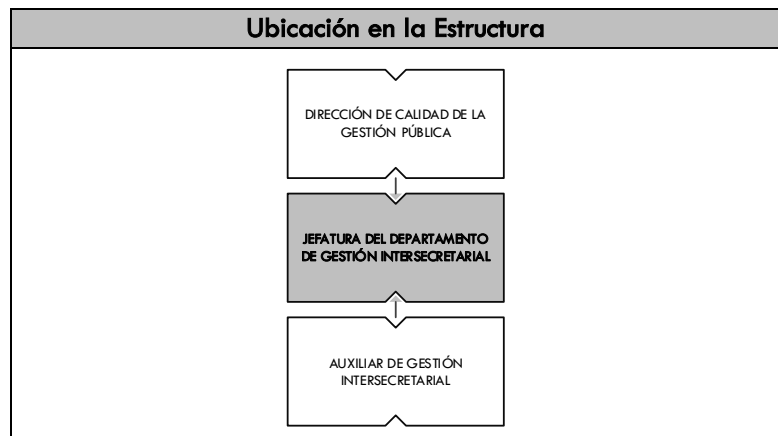 Ubicación en la Estructura
DIRECCIÓN DE CALIDAD DE LA
GESTIÓN PÚBLICA
JEFATURA DEL DEPARTAMENTO
DE GESTIÓN INTERSECRETARIAL
AUXILIAR DE GESTIÓN
INTERSECRETARIAL